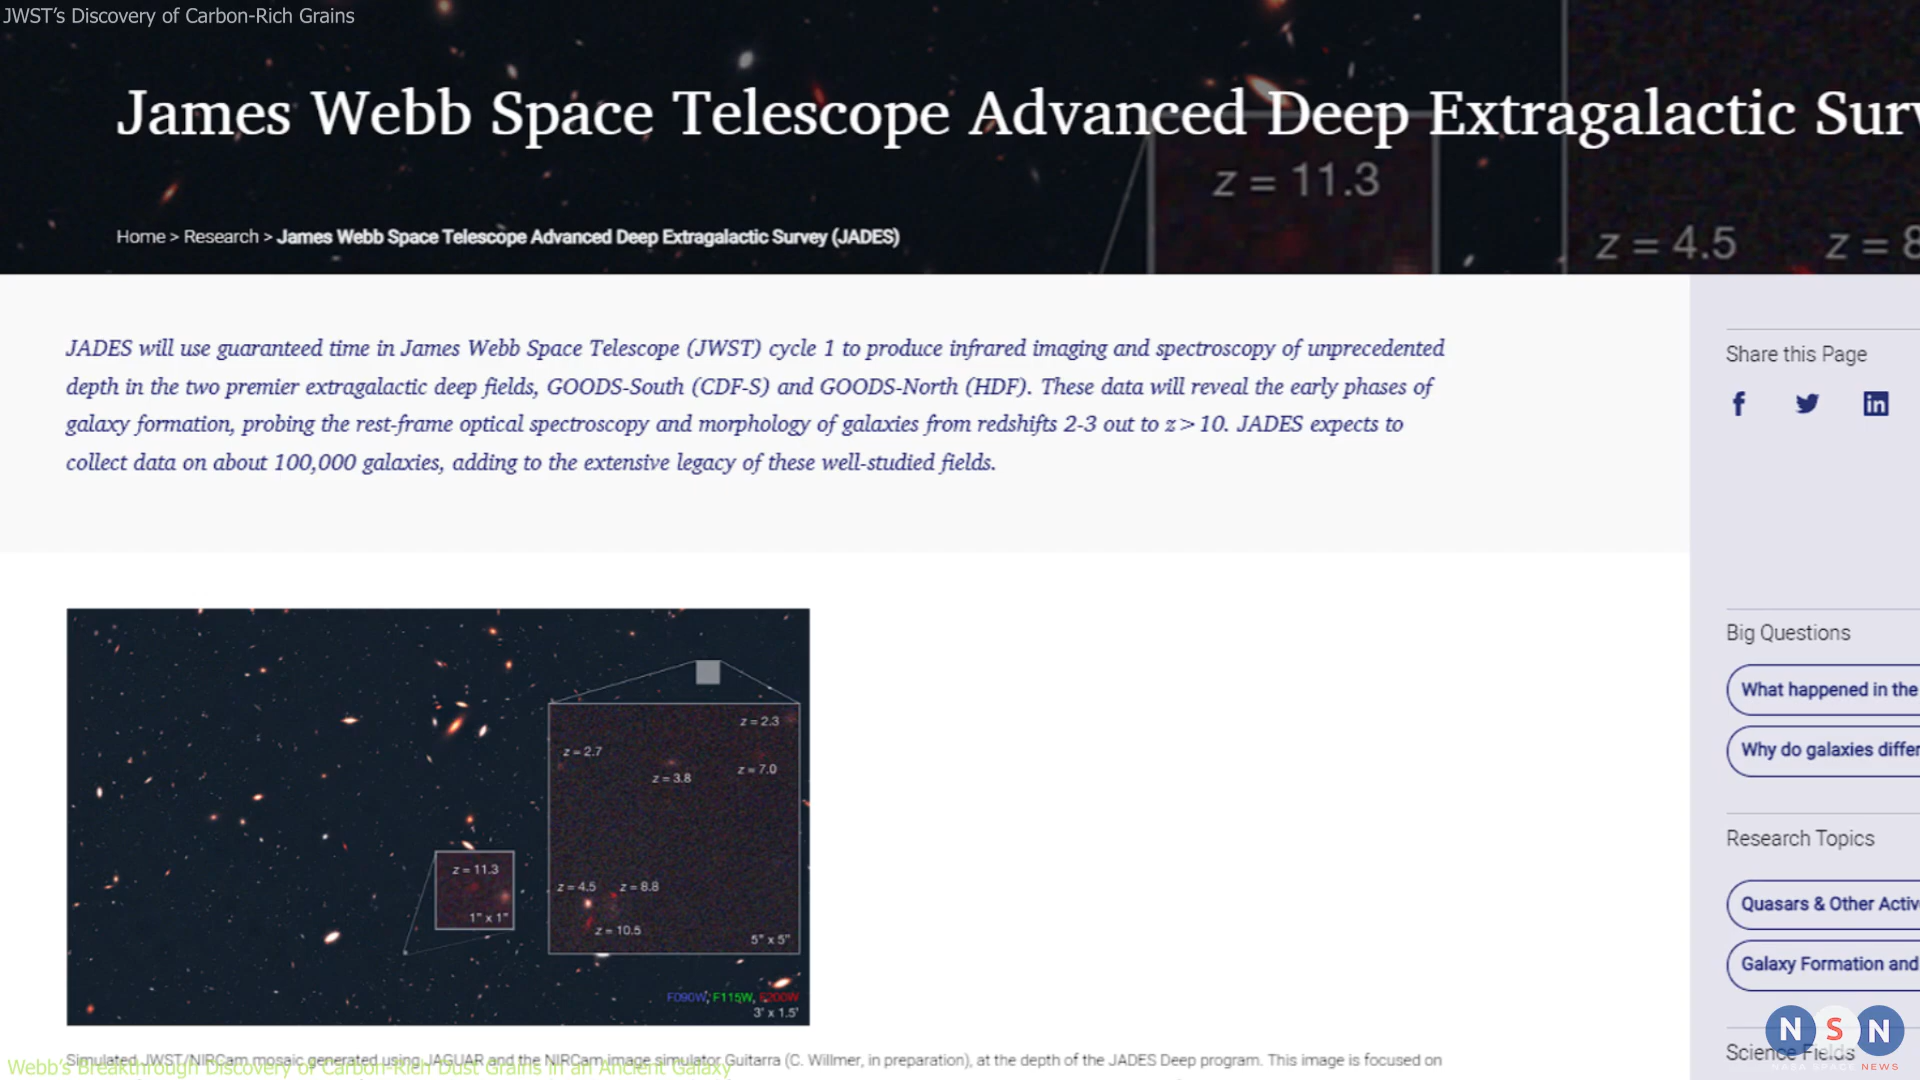 JWST's Discovery of Carbon-Rich Grains
James Webb Space Telescope Advanced Deep Extragalactic
z = 11.3
z = 4.5
z = 8
Home > Research > James Webb Space Telescope Advanced Deep Extragalactic Survey (JADES)
JADES will use guaranteed time in James Webb Space Telescope (JWST) cycle 1 to produce infrared imaging and spectroscopy of unprecedented
depth in the two premier extragalactic deep fields, GOODS-South (CDF-S) and GOODS-North (HDF). These data will reveal the early phases of
galaxy formation, probing the rest-frame optical spectroscopy and morphology of galaxies from redshifts 2-3 out to z > 10. JADES expects to
collect data on about 100,000 galaxies, adding to the extensive legacy of these well-studied fields.
Share this Page
Big Questions
What happened in the
Why do galaxies
Research Topics
Quasars & Other
Galaxy Formation and
Science Fields
z = 2.3
z = 2.7
z = 3.8
z = 7.0
z = 11.3
1" x 1"
z = 4.5
z = 8.8
z = 10.5
5" x 5"
F090W, F115W, F200W
3' x 1.5'
Simulated JWST/NIRCam mosaic generated using JAGUAR and the NIRCam image simulator Guitarra (C. Willmer, in preparation), at the depth of the JADES Deep program. This image is focused on
Webb's Breakthrough Discovery of Carbon-Rich Dust Grains in an Ancient Galaxy
NSN
NASA SPACE NEWS